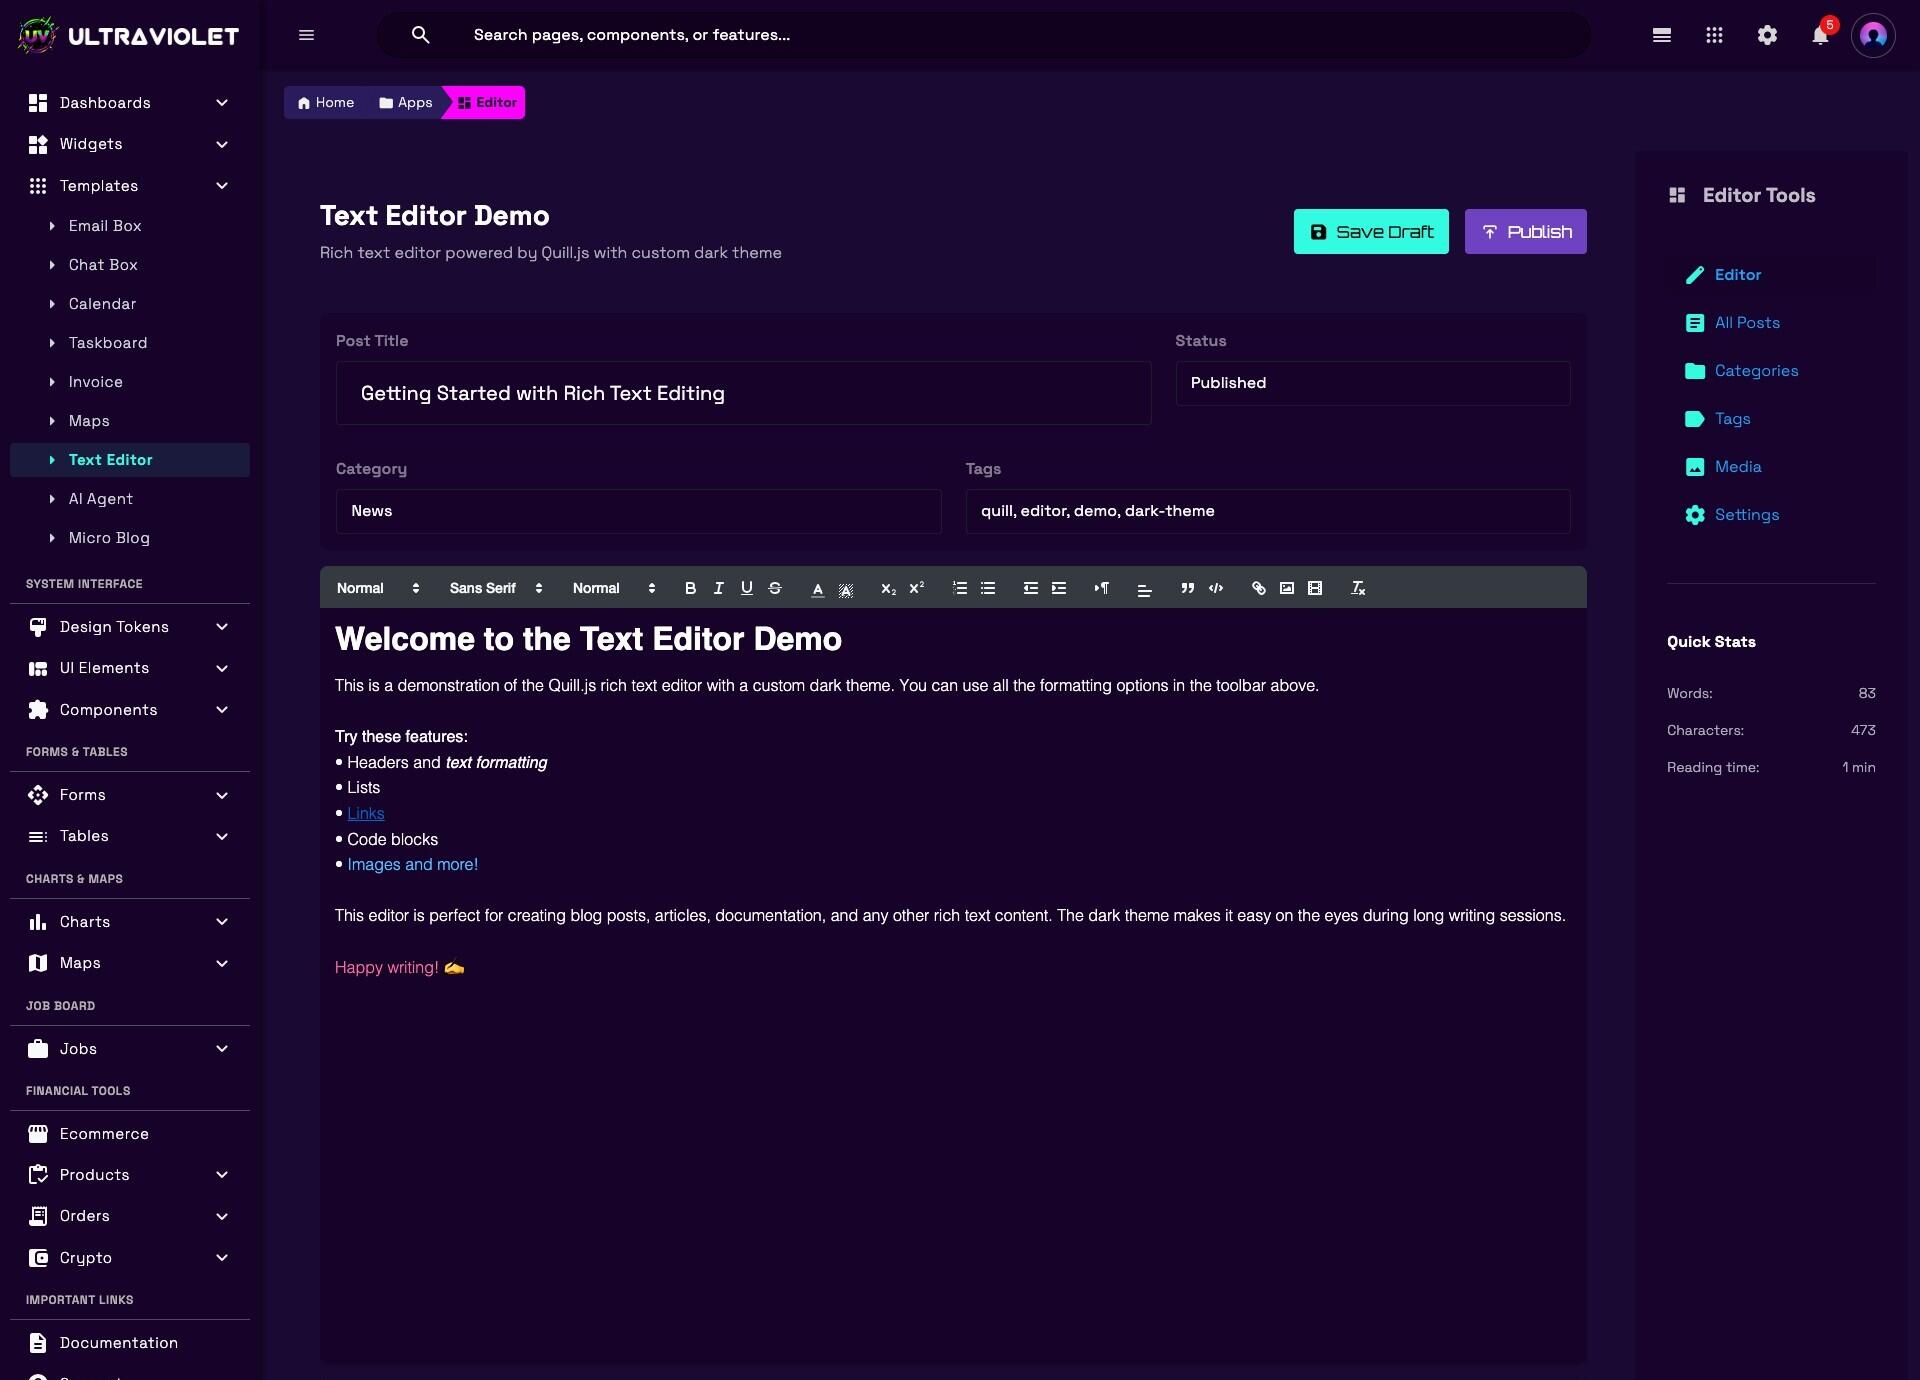 ULTRAVIOLET
Search pages, components, or features...
5
Dashboards
Widgets
Templates
Email Box
Chat Box
Calendar
Taskboard
Invoice
Maps
Text Editor
AI Agent
Micro Blog
SYSTEM INTERFACE
Design Tokens
UI Elements
Components
FORMS & TABLES
Forms
Tables
CHARTS & MAPS
Charts
Maps
JOB BOARD
Jobs
FINANCIAL TOOLS
Ecommerce
Products
Orders
Crypto
IMPORTANT LINKS
Documentation
Home Apps Editor
Text Editor Demo
Rich text editor powered by Quill.js with custom dark theme
Save Draft Publish
Post Title
Getting Started with Rich Text Editing
Status
Published
Category
News
Tags
quill, editor, demo, dark-theme
Normal Sans Serif Normal
Welcome to the Text Editor Demo
This is a demonstration of the Quill.js rich text editor with a custom dark theme. You can use all the formatting options in the toolbar above.
Try these features:
• Headers and text formatting
• Lists
• Links
• Code blocks
• Images and more!
This editor is perfect for creating blog posts, articles, documentation, and any other rich text content. The dark theme makes it easy on the eyes during long writing sessions.
Happy writing! ✍️
Editor Tools
Editor
All Posts
Categories
Tags
Media
Settings
Quick Stats
Words: 83
Characters: 473
Reading time: 1 min